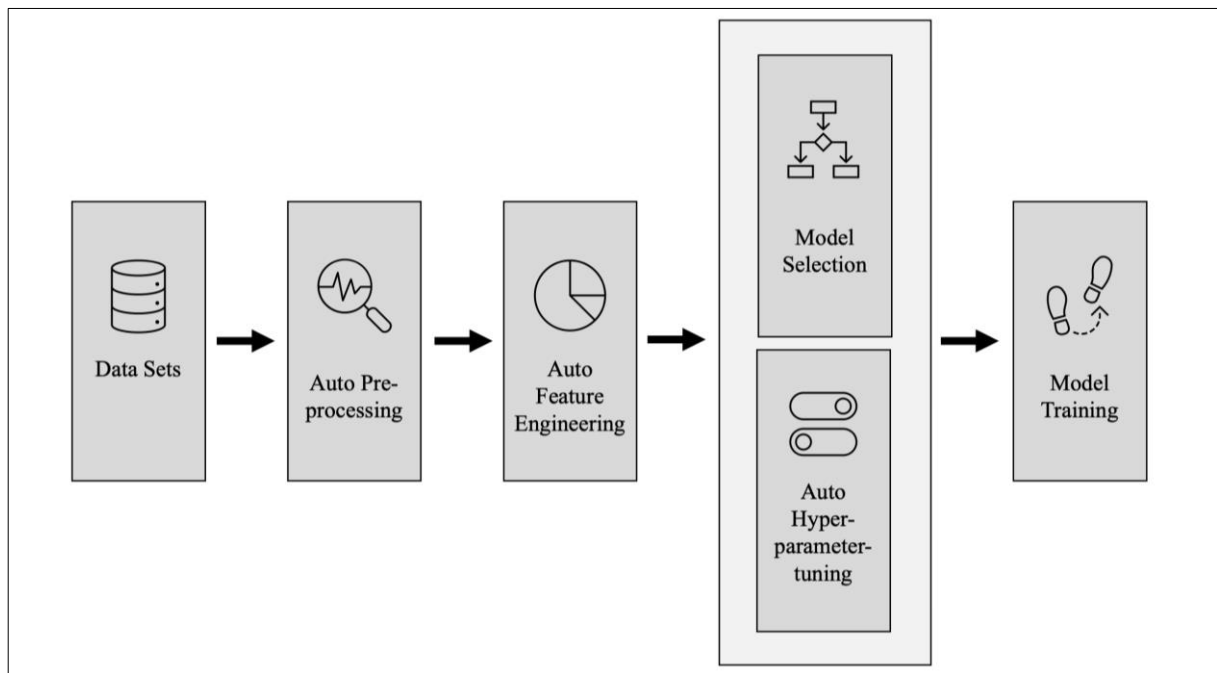 Data Sets
Auto Pre-
processing
Auto
Feature
Engineering
Model
Selection
Auto
Hyper-
parameter-
tuning
Model
Training